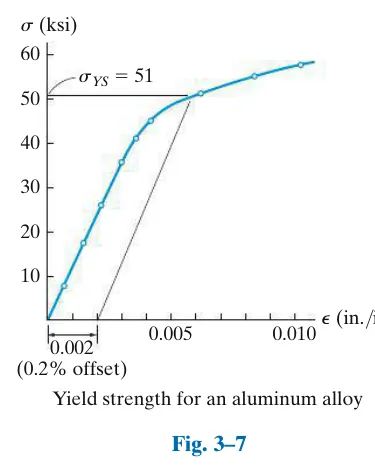 σ (ksi)
60
σYS = 51
50
40
30
20
10
ϵ (in./i
0.005
0.010
0.002
(0.2% offset)
Yield strength for an aluminum alloy
Fig. 3–7